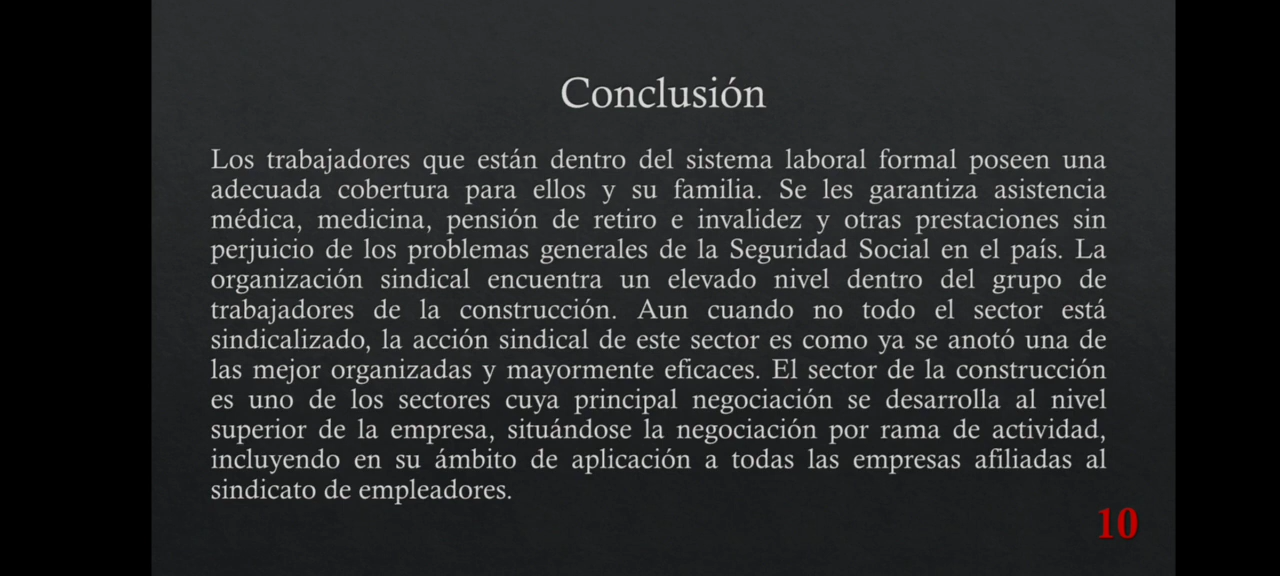 Conclusión
Los trabajadores que están dentro del sistema laboral formal poseen una
adecuada cobertura para ellos y su familia. Se les garantiza asistencia
médica, medicina, pensión de retiro e invalidez y otras prestaciones sin
perjuicio de los problemas generales de la Seguridad Social en el país. La
organización sindical encuentra un elevado nivel dentro del grupo de
trabajadores de la construcción. Aun cuando no todo el sector está
sindicalizado, la acción sindical de este sector es como ya se anotó una de
las mejor organizadas y mayormente eficaces. El sector de la construcción
es uno de los sectores cuya principal negociación se desarrolla al nivel
superior de la empresa, situándose la negociación por rama de actividad,
incluyendo en su ámbito de aplicación a todas las empresas afiliadas al
sindicato de empleadores.
10